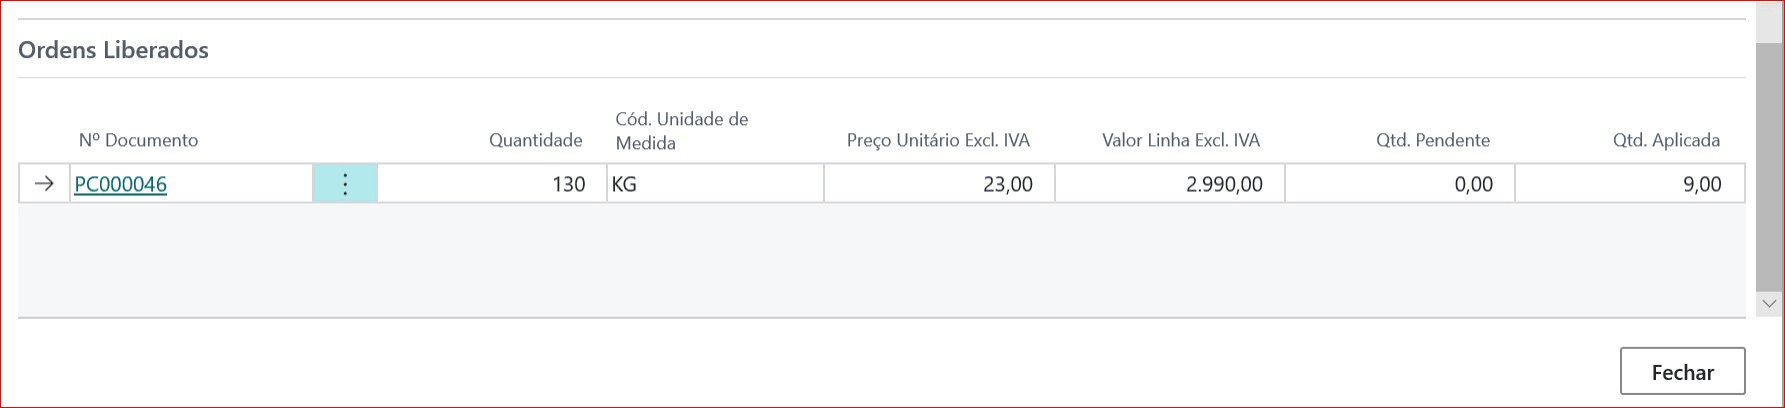 Ordens Liberados
Nº Documento Quantidade Cód. Unidade de Medida Preço Unitário Excl. IVA Valor Linha Excl. IVA Qtd. Pendente Qtd. Aplicada
PC000046 130 KG 23,00 2.990,00 0,00 9,00
Fechar